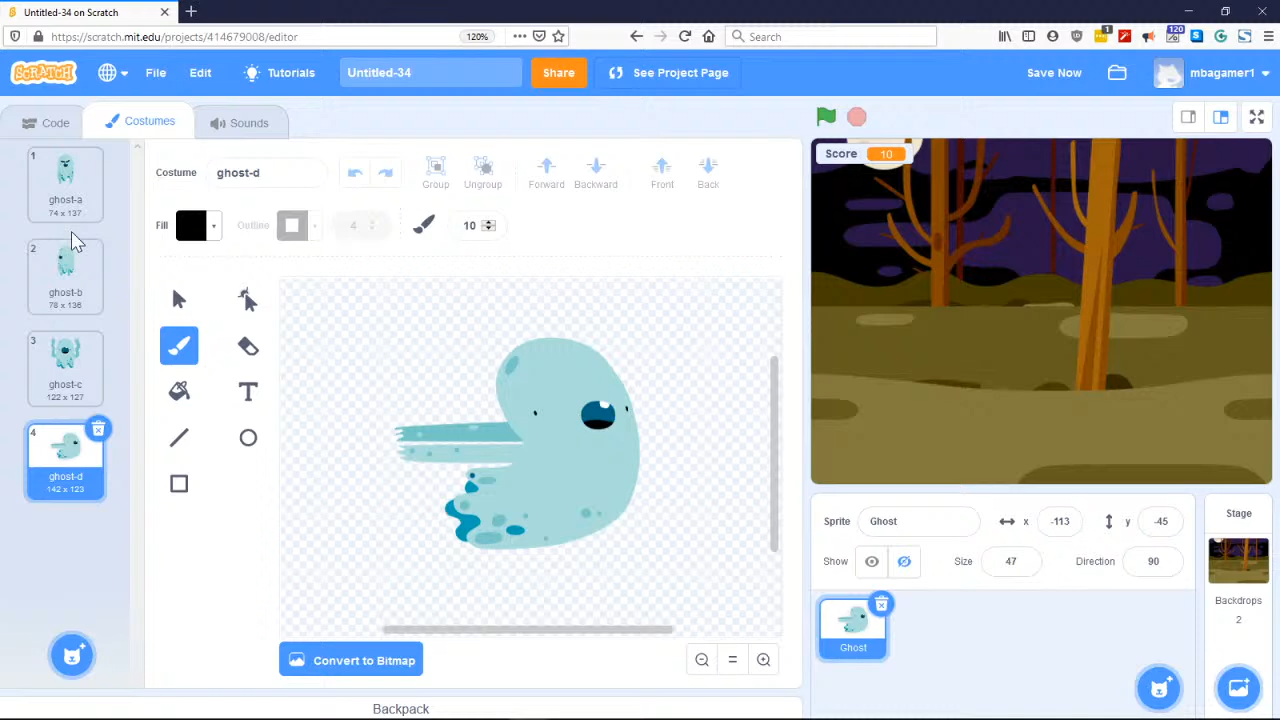 Untitled-34 on Scratch
https://scratch.mit.edu/projects/414679008/editor
120%
Search
1
120
SCRATCH
File
Edit
Tutorials
Untitled-34
Share
See Project Page
Save Now
mbagamer1
Code
Costumes
Sounds
1
ghost-a
74 x 137
2
ghost-b
78 x 136
3
ghost-c
122 x 127
4
ghost-d
142 x 123
Costume
ghost-d
Group
Ungroup
Forward
Backward
Front
Back
Fill
Outline
4
10
Convert to Bitmap
Backpack
Score 10
Sprite
Ghost
x
-113
y
-45
Show
Size
47
Direction
90
Ghost
Stage
Backdrops
2